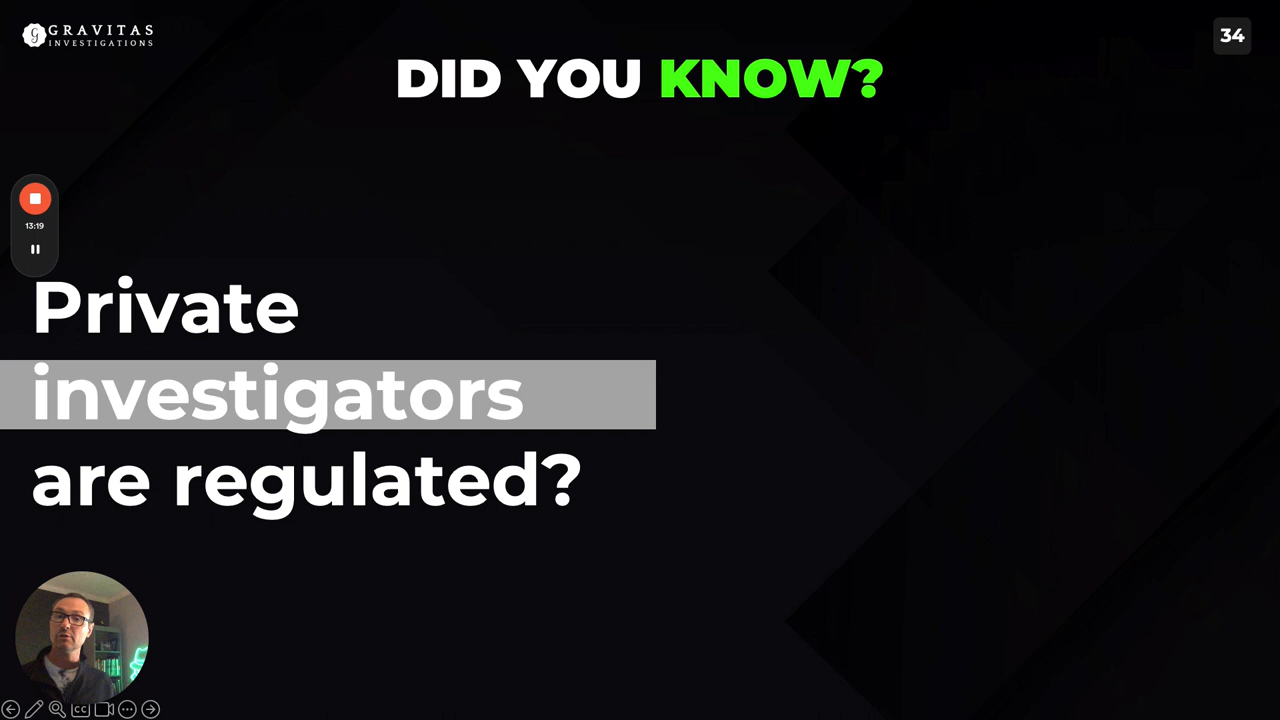 GRAVITAS
INVESTIGATIONS
34
DID YOU KNOW?
13:19
Private
investigators
are regulated?
CC